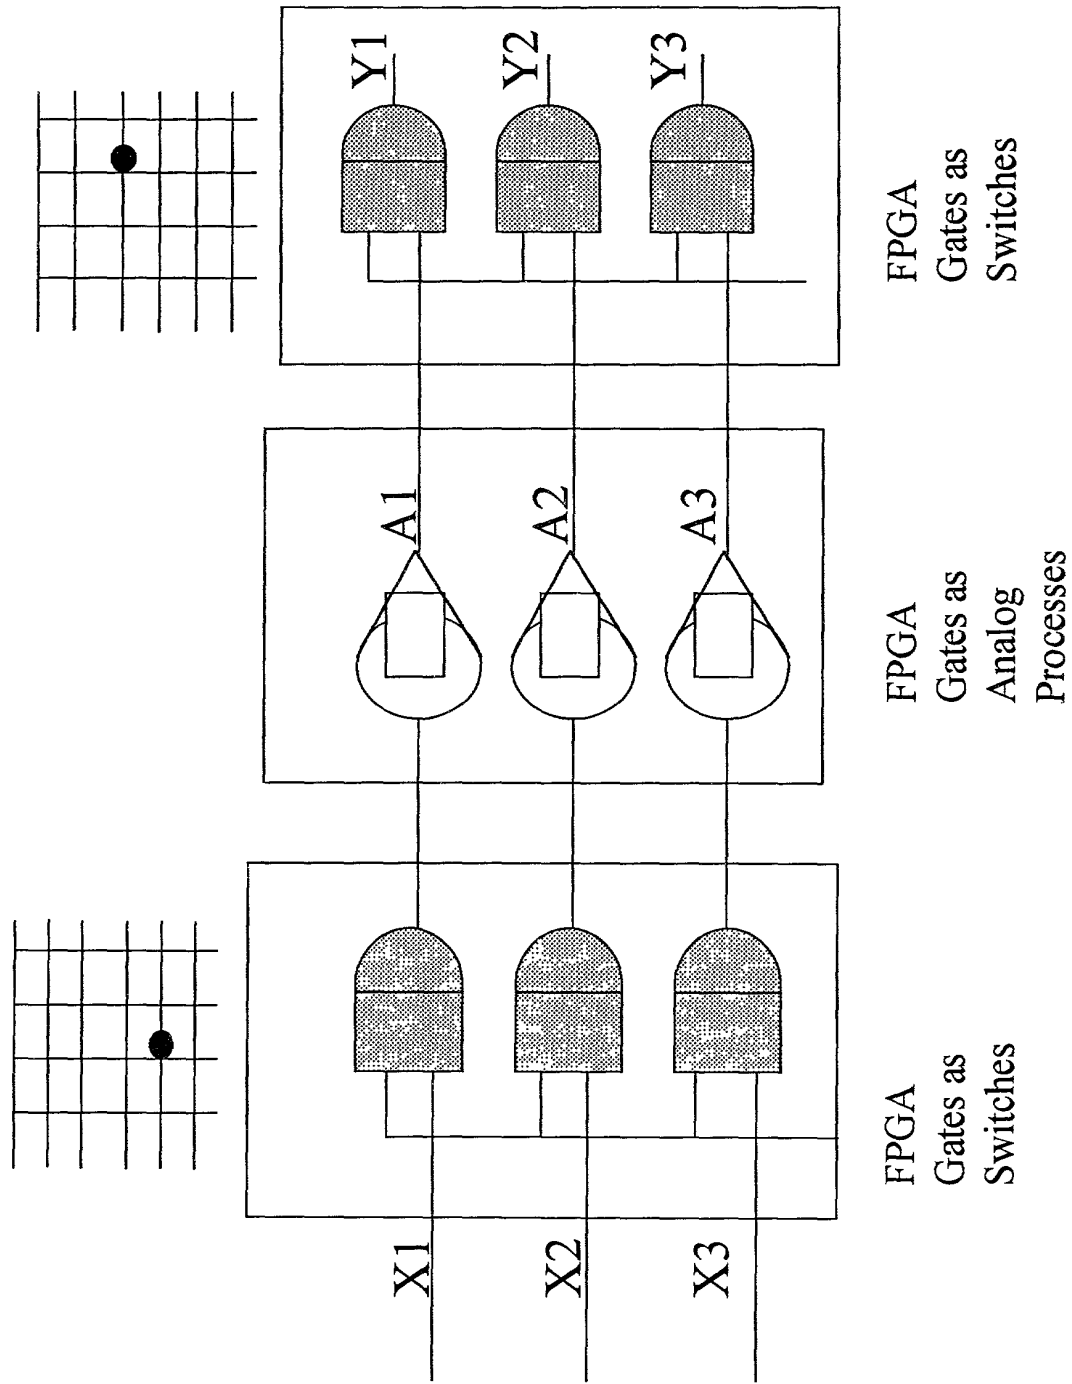 X1
X2
X3
A1
A2
A3
Y1
Y2
Y3
FPGA
Gates as
Switches
FPGA
Gates as
Analog
Processes
FPGA
Gates as
Switches